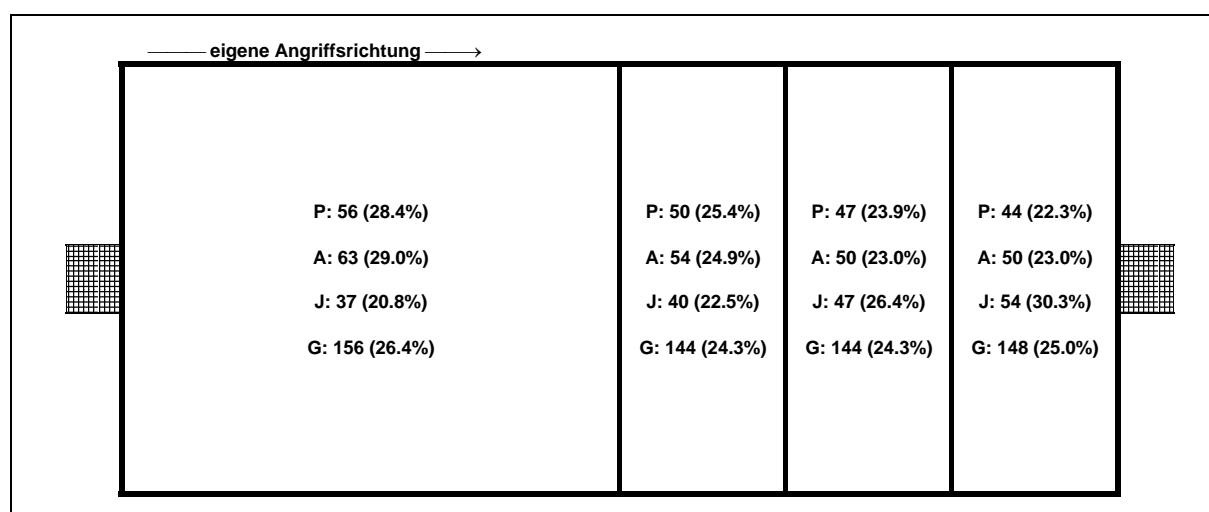 eigene Angriffsrichtung
P: 56 (28.4%) P: 50 (25.4%) P: 47 (23.9%) P: 44 (22.3%)
A: 63 (29.0%) A: 54 (24.9%) A: 50 (23.0%) A: 50 (23.0%)
J: 37 (20.8%) J: 40 (22.5%) J: 47 (26.4%) J: 54 (30.3%)
G: 156 (26.4%) G: 144 (24.3%) G: 144 (24.3%) G: 148 (25.0%)